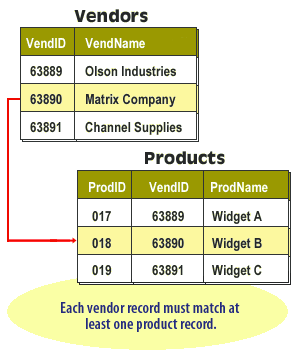 Vendors
VendID VendName
63889 Olson Industries
63890 Matrix Company
63891 Channel Supplies
Products
ProdID VendID ProdName
017 63889 Widget A
018 63890 Widget B
019 63891 Widget C
Each vendor record must match at
least one product record.